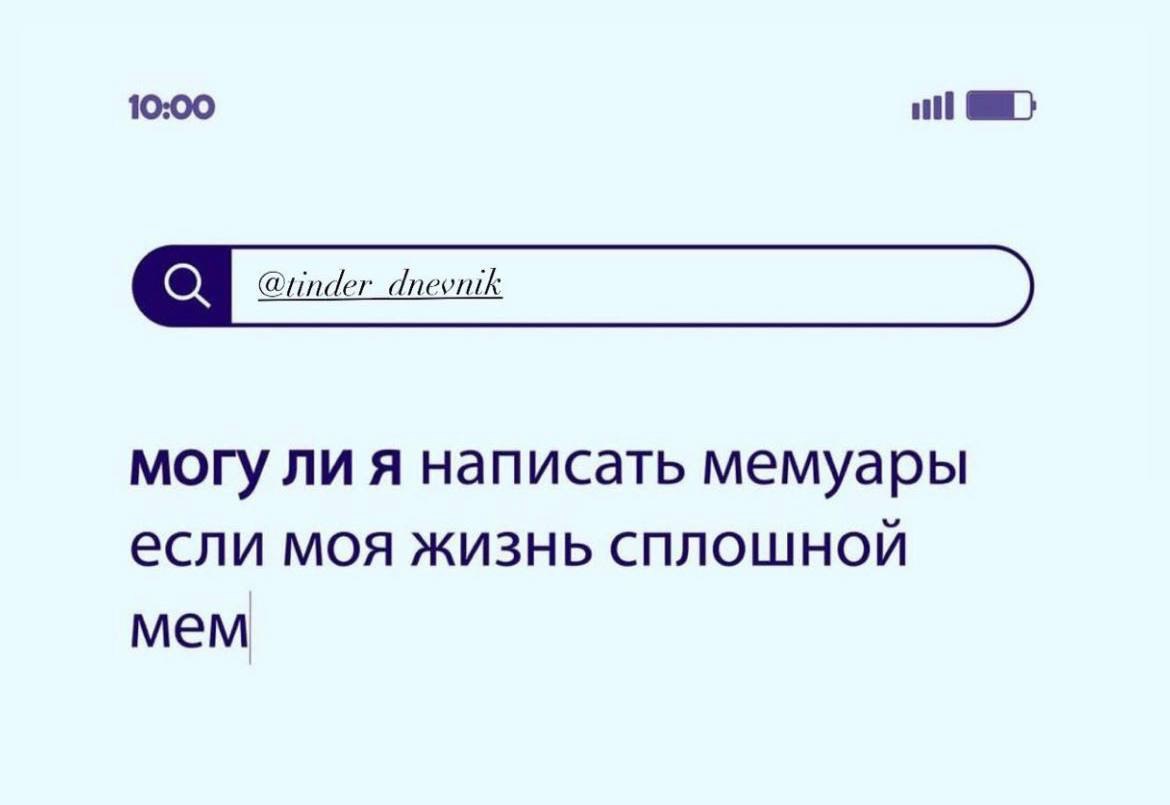 10:00
@tinder_dnevnik
могу ли я написать мемуары
если моя жизнь сплошной
мем